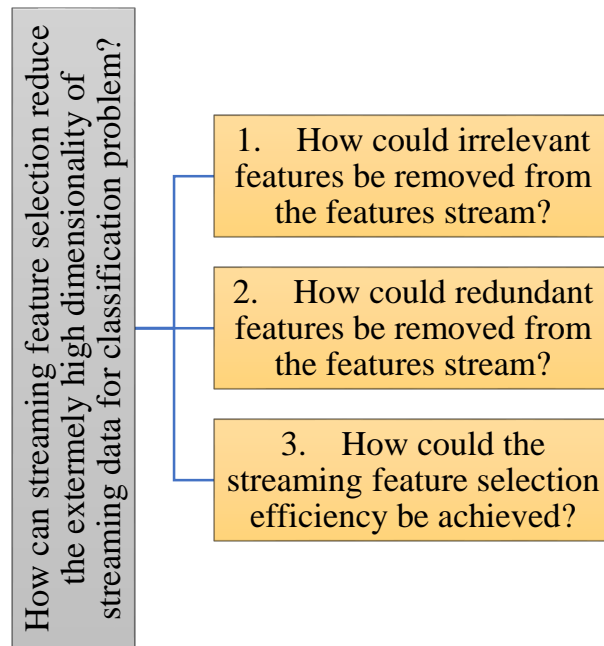 How can streaming feature selection reduce
the extermely high dimensionality of
streaming data for classification problem?
1. How could irrelevant
features be removed from
the features stream?
2. How could redundant
features be removed from
the features stream?
3. How could the
streaming feature selection
efficiency be achieved?